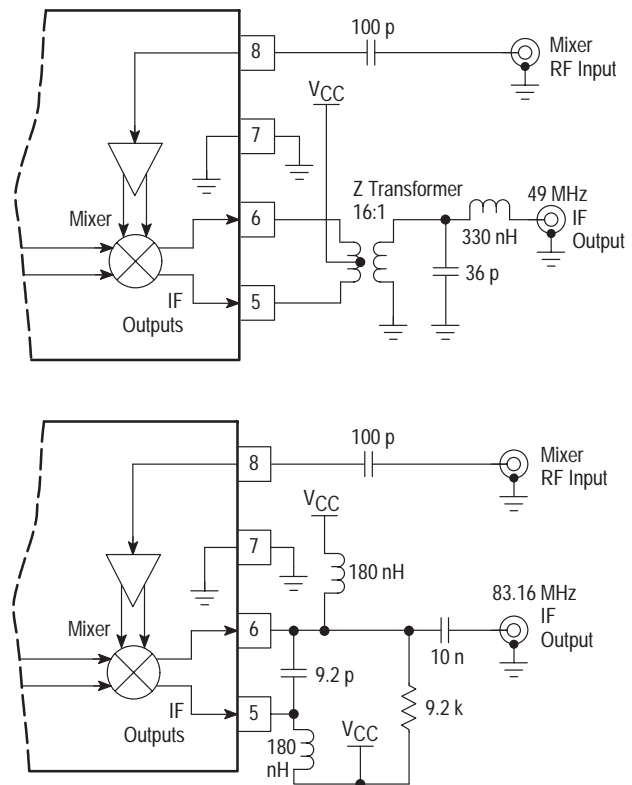 8
100 p
Mixer
RF Input
VCC
7
Z Transformer
16:1
49 MHz
IF
Output
Mixer
6
330 nH
36 p
5
IF
Outputs
8
100 p
Mixer
RF Input
VCC
7
180 nH
83.16 MHz
IF
Output
Mixer
6
10 n
9.2 p
9.2 k
5
IF
Outputs
180
nH
VCC